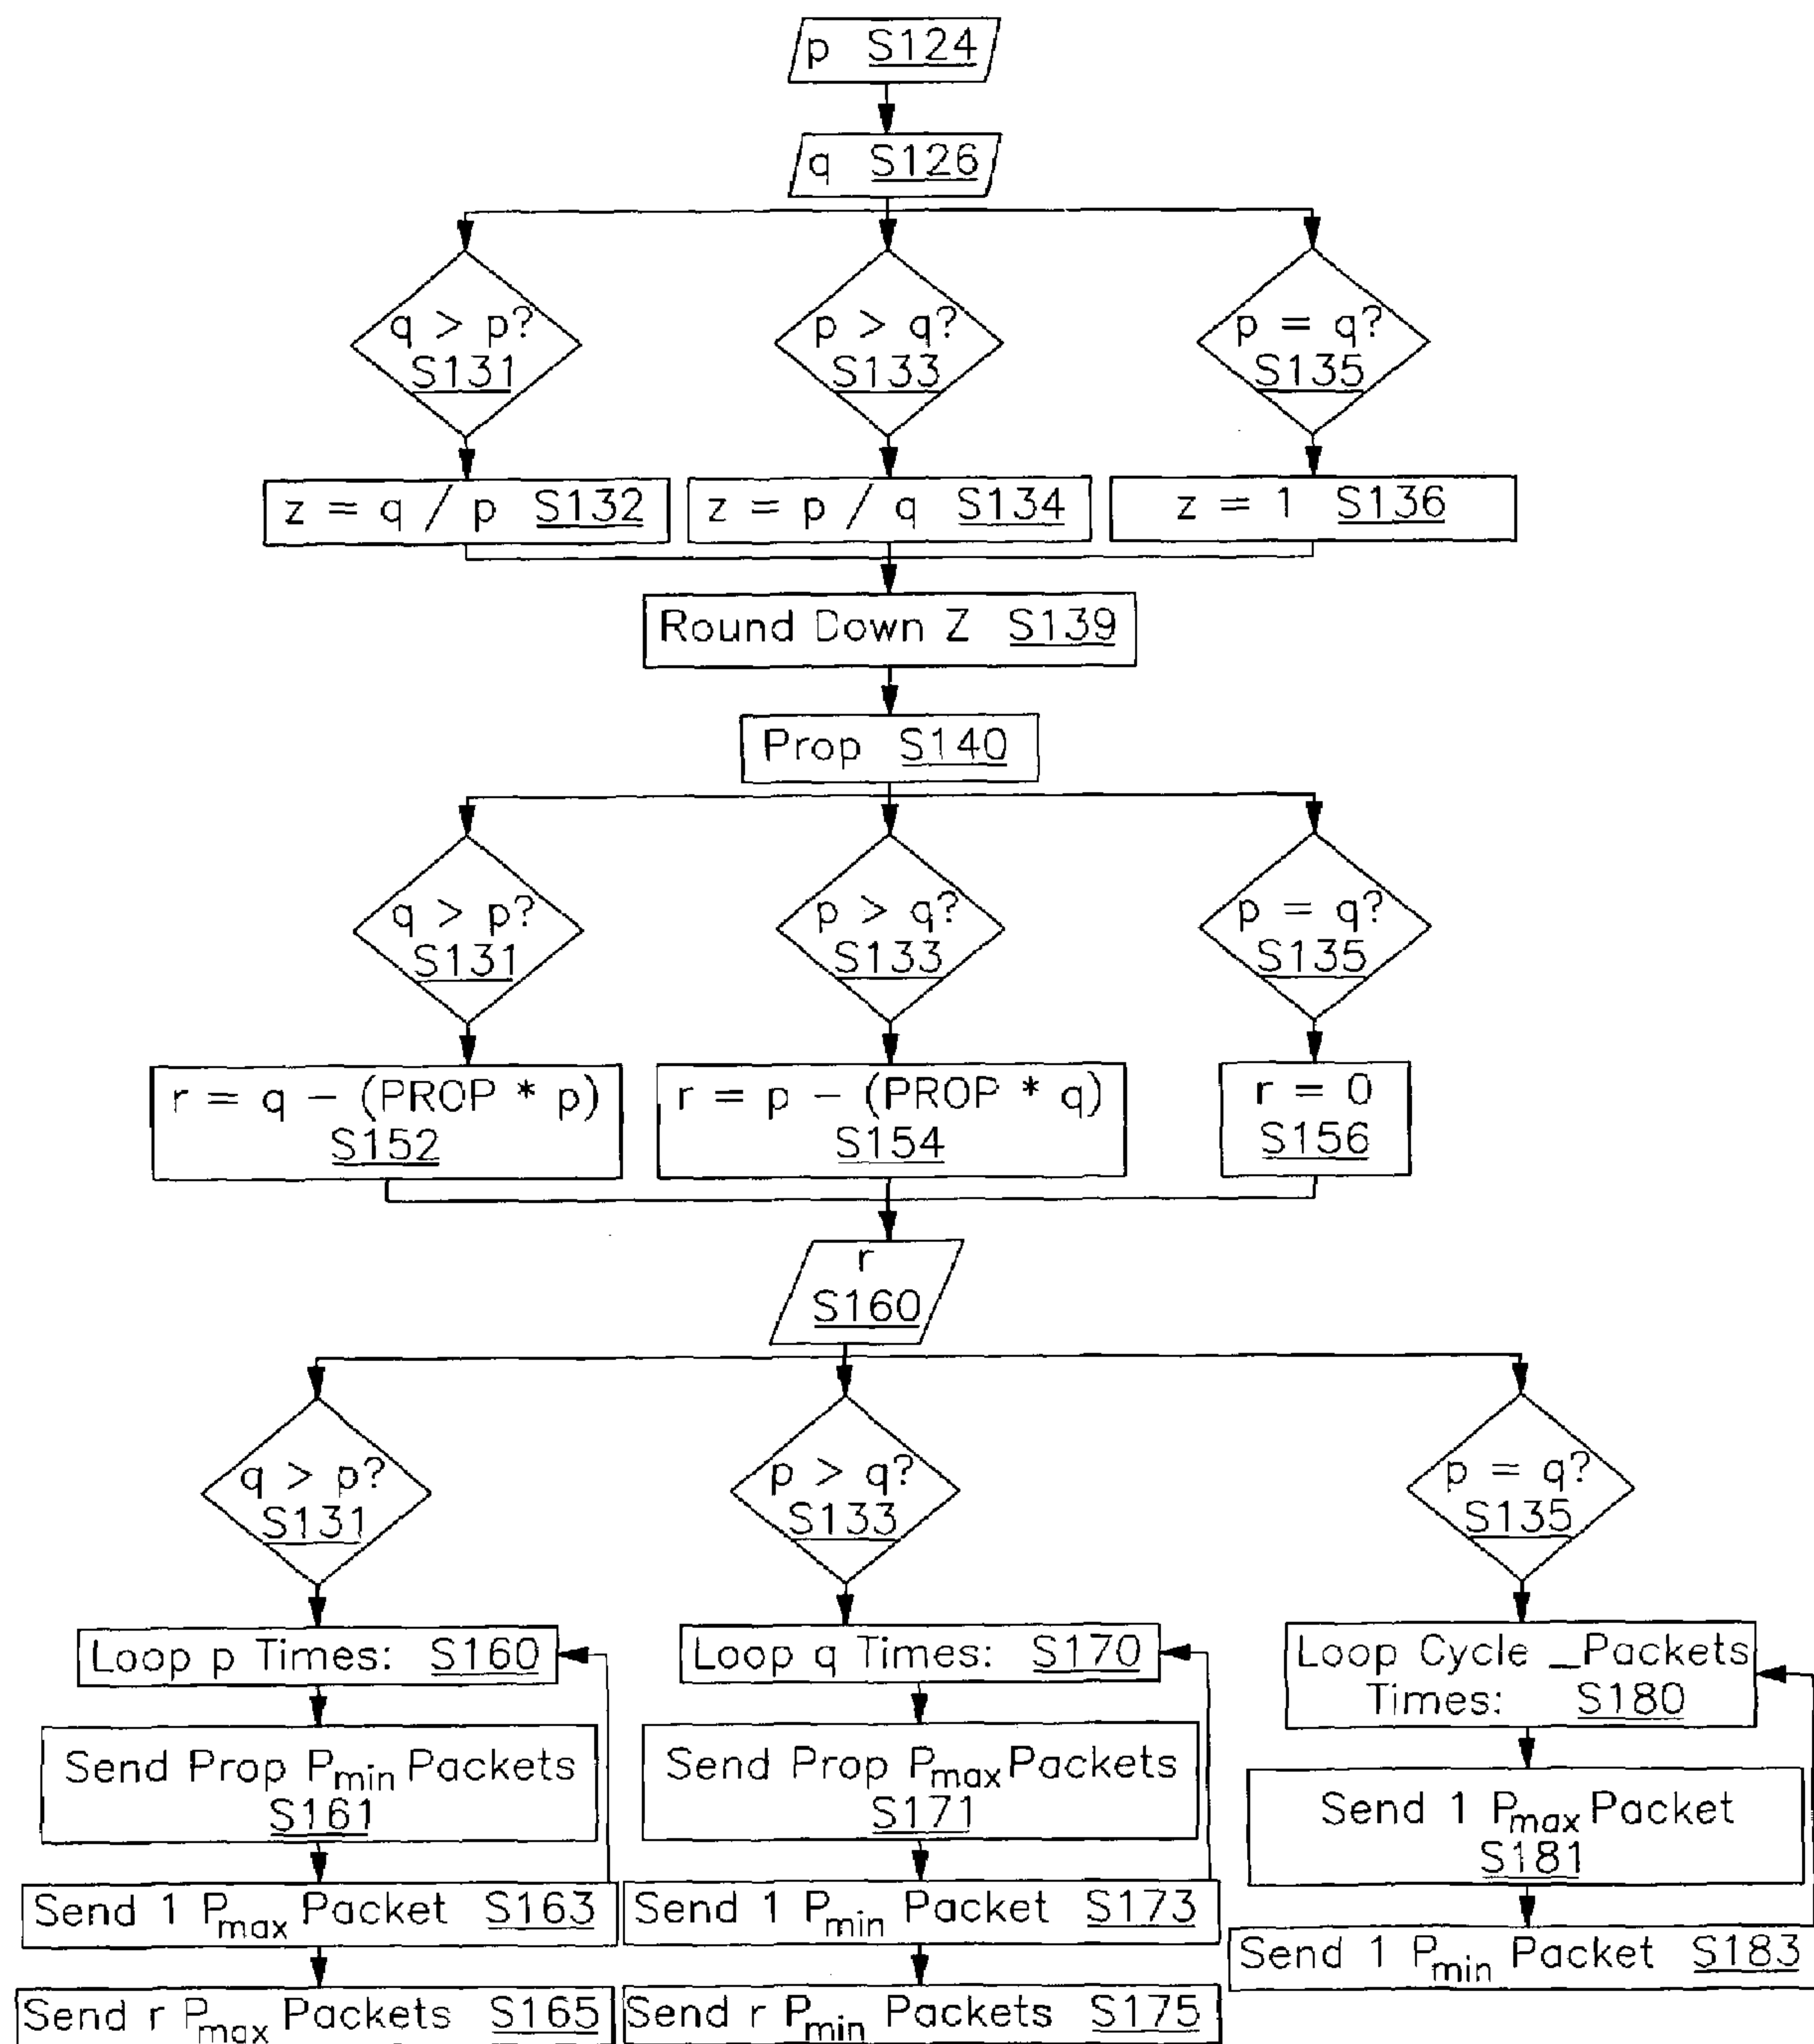 p S124
q S126
q > p?
S131
p > q?
S133
p = q?
S135
z = q / p S132
z = p / q S134
z = 1 S136
Round Down Z S139
Prop S140
q > p?
S131
p > q?
S133
p = q?
S135
r = q - (PROP * p)
S152
r = p - (PROP * q)
S154
r = 0
S156
r
S160
q > p?
S131
p > q?
S133
p = q?
S135
Loop p Times: S160
Send Prop Pmin Packets
S161
Send 1 Pmax Packet S163
Send r Pmax Packets S165
Loop q Times: S170
Send Prop Pmax Packets
S171
Send 1 Pmin Packet S173
Send r Pmin Packets S175
Loop Cycle _Packets
Times: S180
Send 1 Pmax Packet
S181
Send 1 Pmin Packet S183